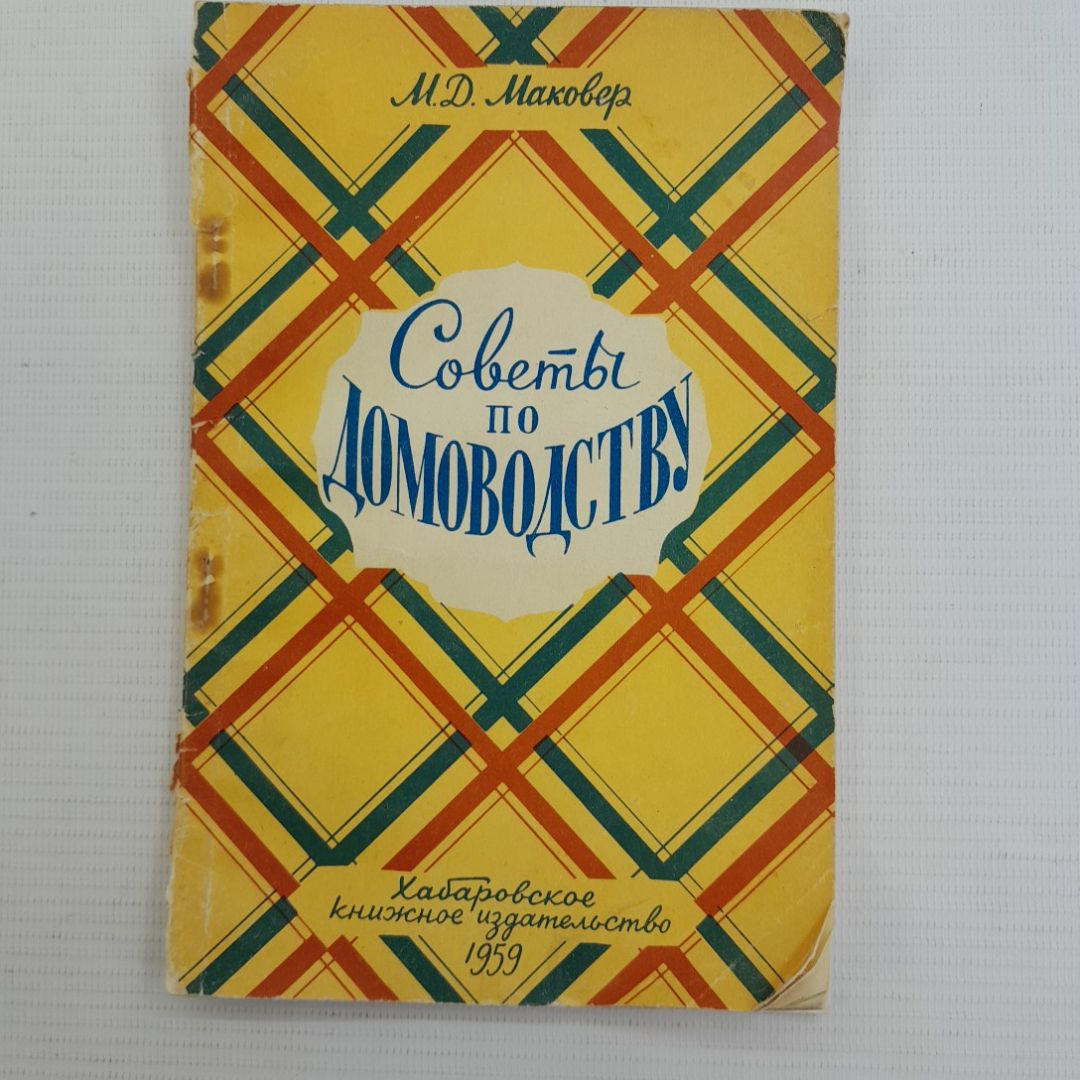 М.Д. Маковер
Советы
по
ДОМОВОДСТВУ
Хабаровское
книжное издательство
1959